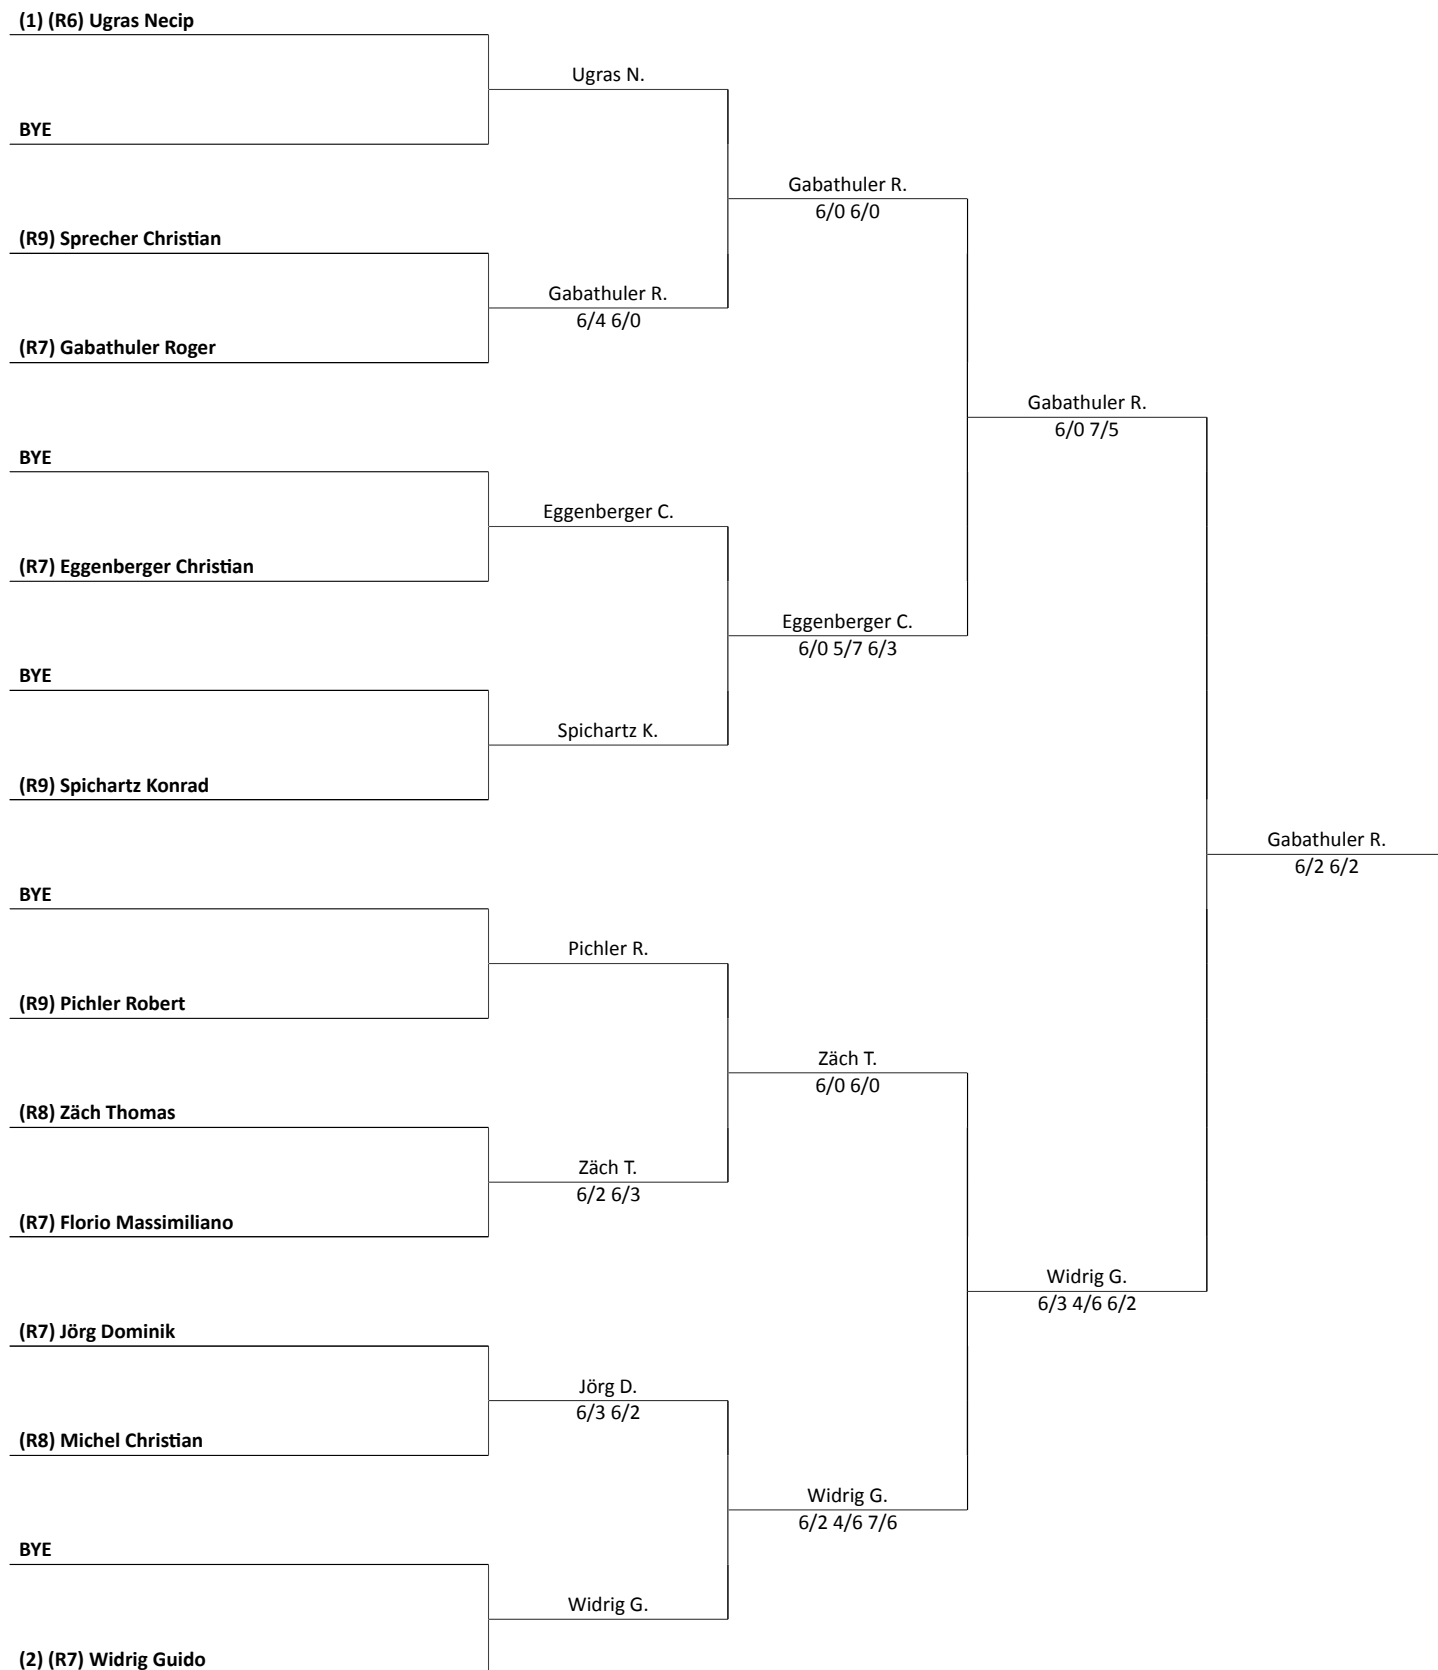 (1) (R6) Ugras Necip
Ugras N.
BYE
Gabathuler R.
6/0 6/0
(R9) Sprecher Christian
Gabathuler R.
6/4 6/0
(R7) Gabathuler Roger
Gabathuler R.
6/0 7/5
BYE
Eggenberger C.
(R7) Eggenberger Christian
Eggenberger C.
6/0 5/7 6/3
BYE
Spichartz K.
(R9) Spichartz Konrad
Gabathuler R.
6/2 6/2
BYE
Pichler R.
(R9) Pichler Robert
Zäch T.
6/0 6/0
(R8) Zäch Thomas
Zäch T.
6/2 6/3
(R7) Florio Massimiliano
Widrig G.
6/3 4/6 6/2
(R7) Jörg Dominik
Jörg D.
6/3 6/2
(R8) Michel Christian
Widrig G.
6/2 4/6 7/6
BYE
Widrig G.
(2) (R7) Widrig Guido